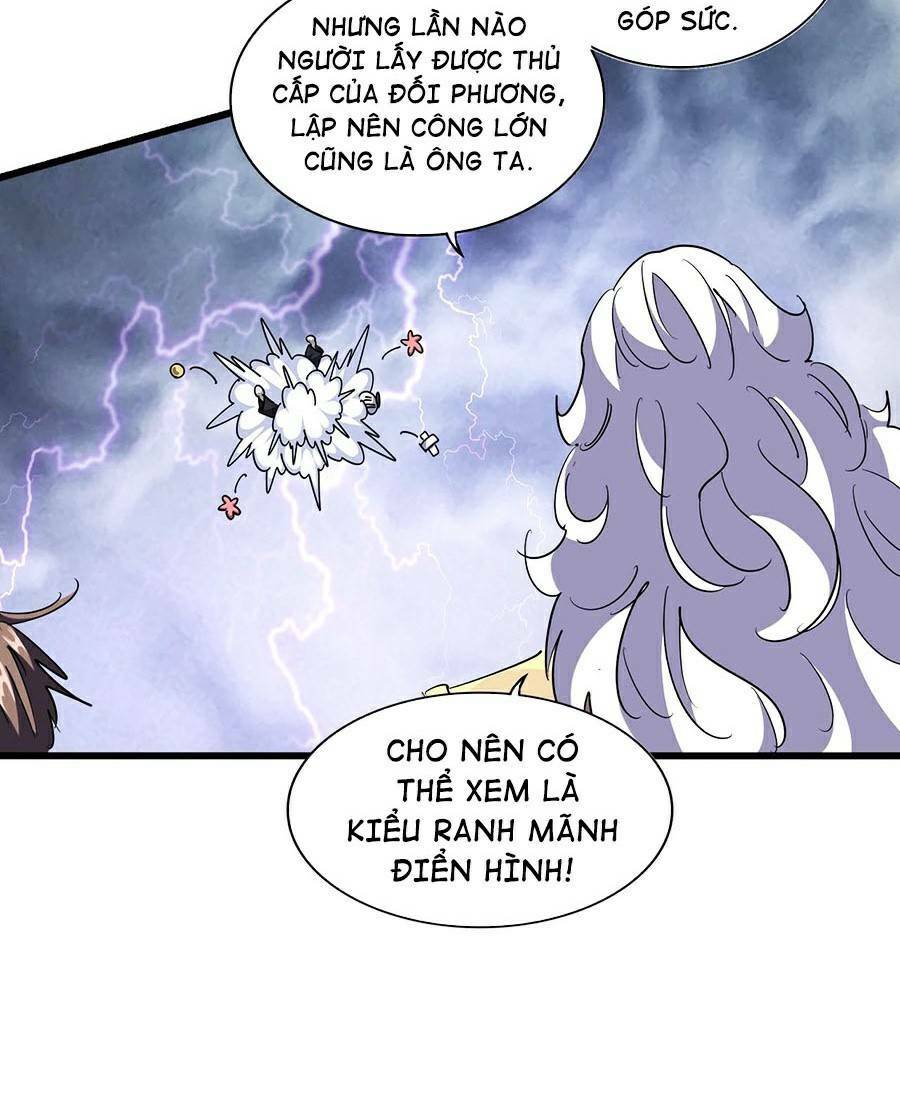 GÓP SỨC.
NHƯNG LẦN NÀO
NGƯỜI LẤY ĐƯỢC THỦ
CẤP CỦA ĐỐI PHƯƠNG,
LẬP NÊN CÔNG LỚN
CŨNG LÀ ÔNG TA.
CHO NÊN CÓ
THỂ XEM LÀ
KIỂU RANH MÃNH
ĐIỂN HÌNH!